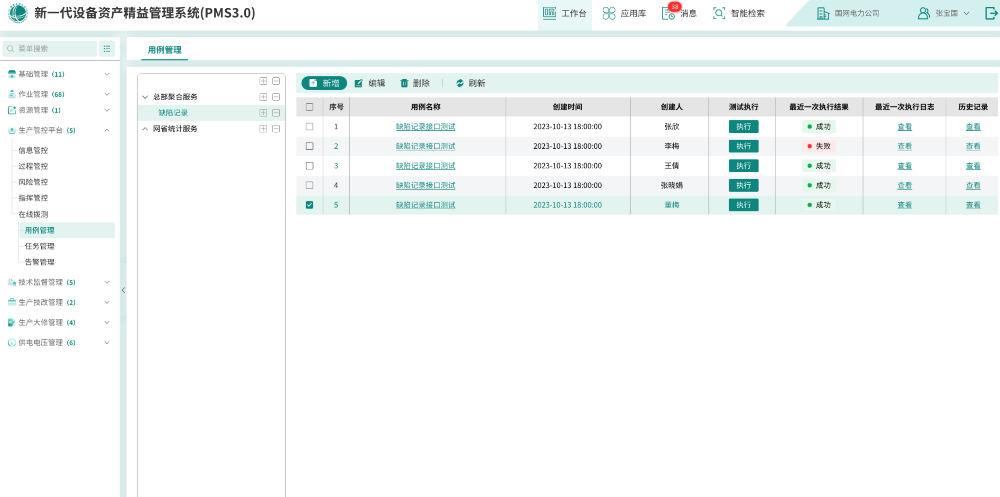 新一代设备资产精益管理系统(PMS3.0)
工作台
应用库
38
消息
智能检索
国网电力公司
张宝国
菜单搜索
基础管理 (11)
作业管理 (68)
资源管理 (1)
生产管控平台 (5)
信息管控
过程管控
风险管控
指挥管控
在线拨测
用例管理
任务管理
告警管理
技术监督管理 (5)
生产技改管理 (2)
生产大修管理 (4)
供电电压管理 (6)
用例管理
总部聚合服务
缺陷记录
网省统计服务
新增 编辑 删除 | 刷新
序号 用例名称 创建时间 创建人 测试执行 最近一次执行结果 最近一次执行日志 历史记录
1 缺陷记录接口测试 2023-10-13 18:00:00 张欣 执行 成功 查看 查看
2 缺陷记录接口测试 2023-10-13 18:00:00 李梅 执行 失败 查看 查看
3 缺陷记录接口测试 2023-10-13 18:00:00 王倩 执行 成功 查看 查看
4 缺陷记录接口测试 2023-10-13 18:00:00 张晓娟 执行 成功 查看 查看
5 缺陷记录接口测试 2023-10-13 18:00:00 董梅 执行 成功 查看 查看